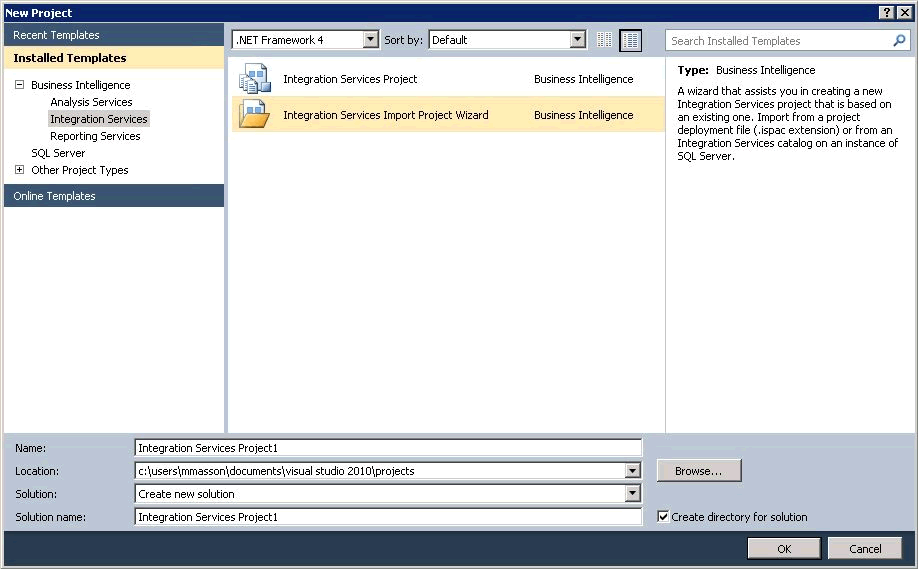 New Project
Recent Templates
Installed Templates
Business Intelligence
Analysis Services
Integration Services
Reporting Services
SQL Server
Other Project Types
Online Templates
.NET Framework 4
Sort by: Default
Integration Services Project Business Intelligence
Integration Services Import Project Wizard Business Intelligence
Search Installed Templates
Type: Business Intelligence
A wizard that assists you in creating a new
Integration Services project that is based on
an existing one. Import from a project
deployment file (.ispac extension) or from an
Integration Services catalog on an instance of
SQL Server.
Name: Integration Services Project1
Location: c:\users\mmasson\documents\visual studio 2010\projects
Browse...
Solution: Create new solution
Solution name: Integration Services Project1
Create directory for solution
OK
Cancel